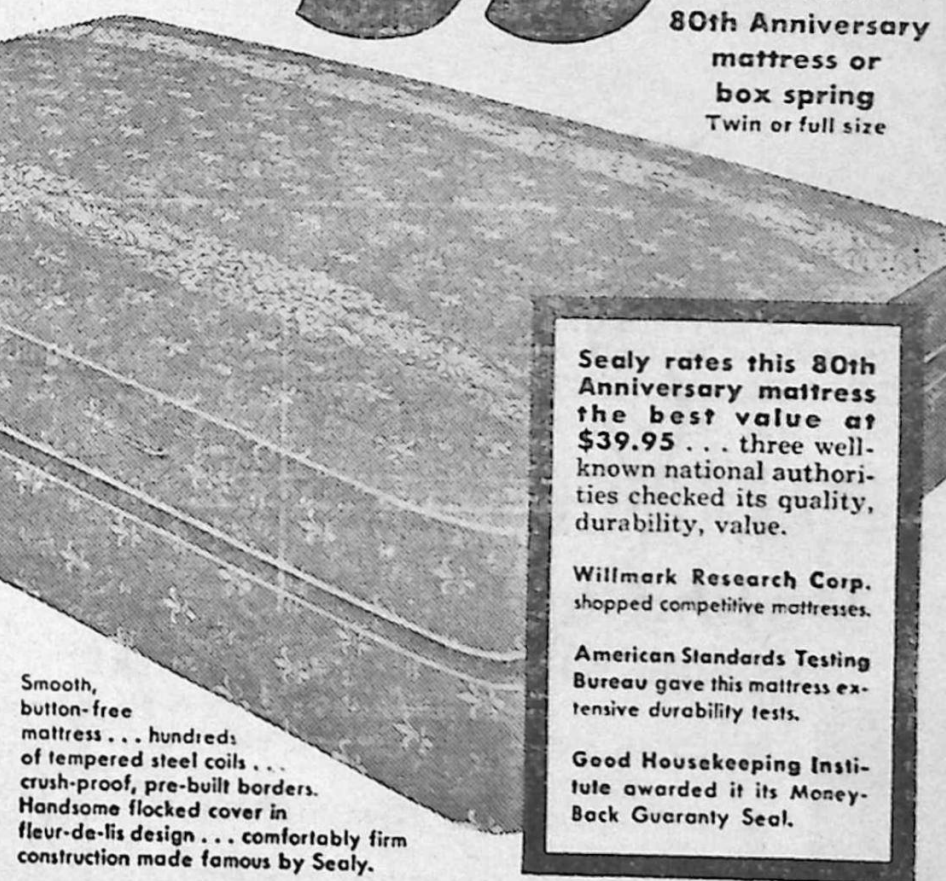 80th Anniversary
mattress or
box spring
Twin or full size
Sealy rates this 80th
Anniversary mattress
the best value at
$39.95 . . . three well-
known national authori-
ties checked its quality,
durability, value.
Willmark Research Corp.
shopped competitive mattresses.
American Standards Testing
Bureau gave this mattress ex-
tensive durability tests.
Good Housekeeping Insti-
tute awarded it its Money-
Back Guaranty Seal.
Smooth,
button-free
mattress . . . hundreds
of tempered steel coils . . .
crush-proof, pre-built borders.
Handsome flocked cover in
fleur-de-lis design . . . comfortably firm
construction made famous by Sealy.